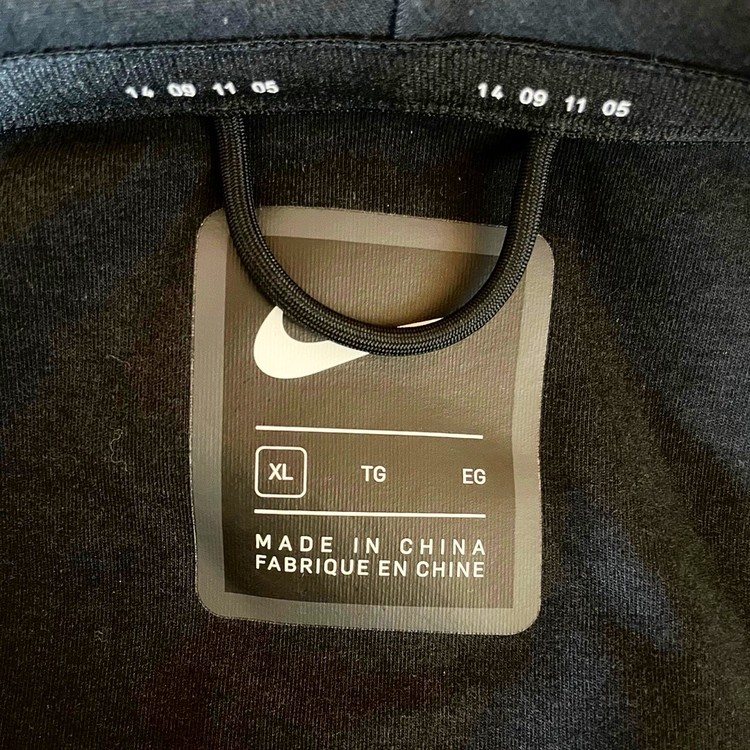 14 09 11 05 14 09 11 05
XL TG EG
MADE IN CHINA
FABRIQUE EN CHINE